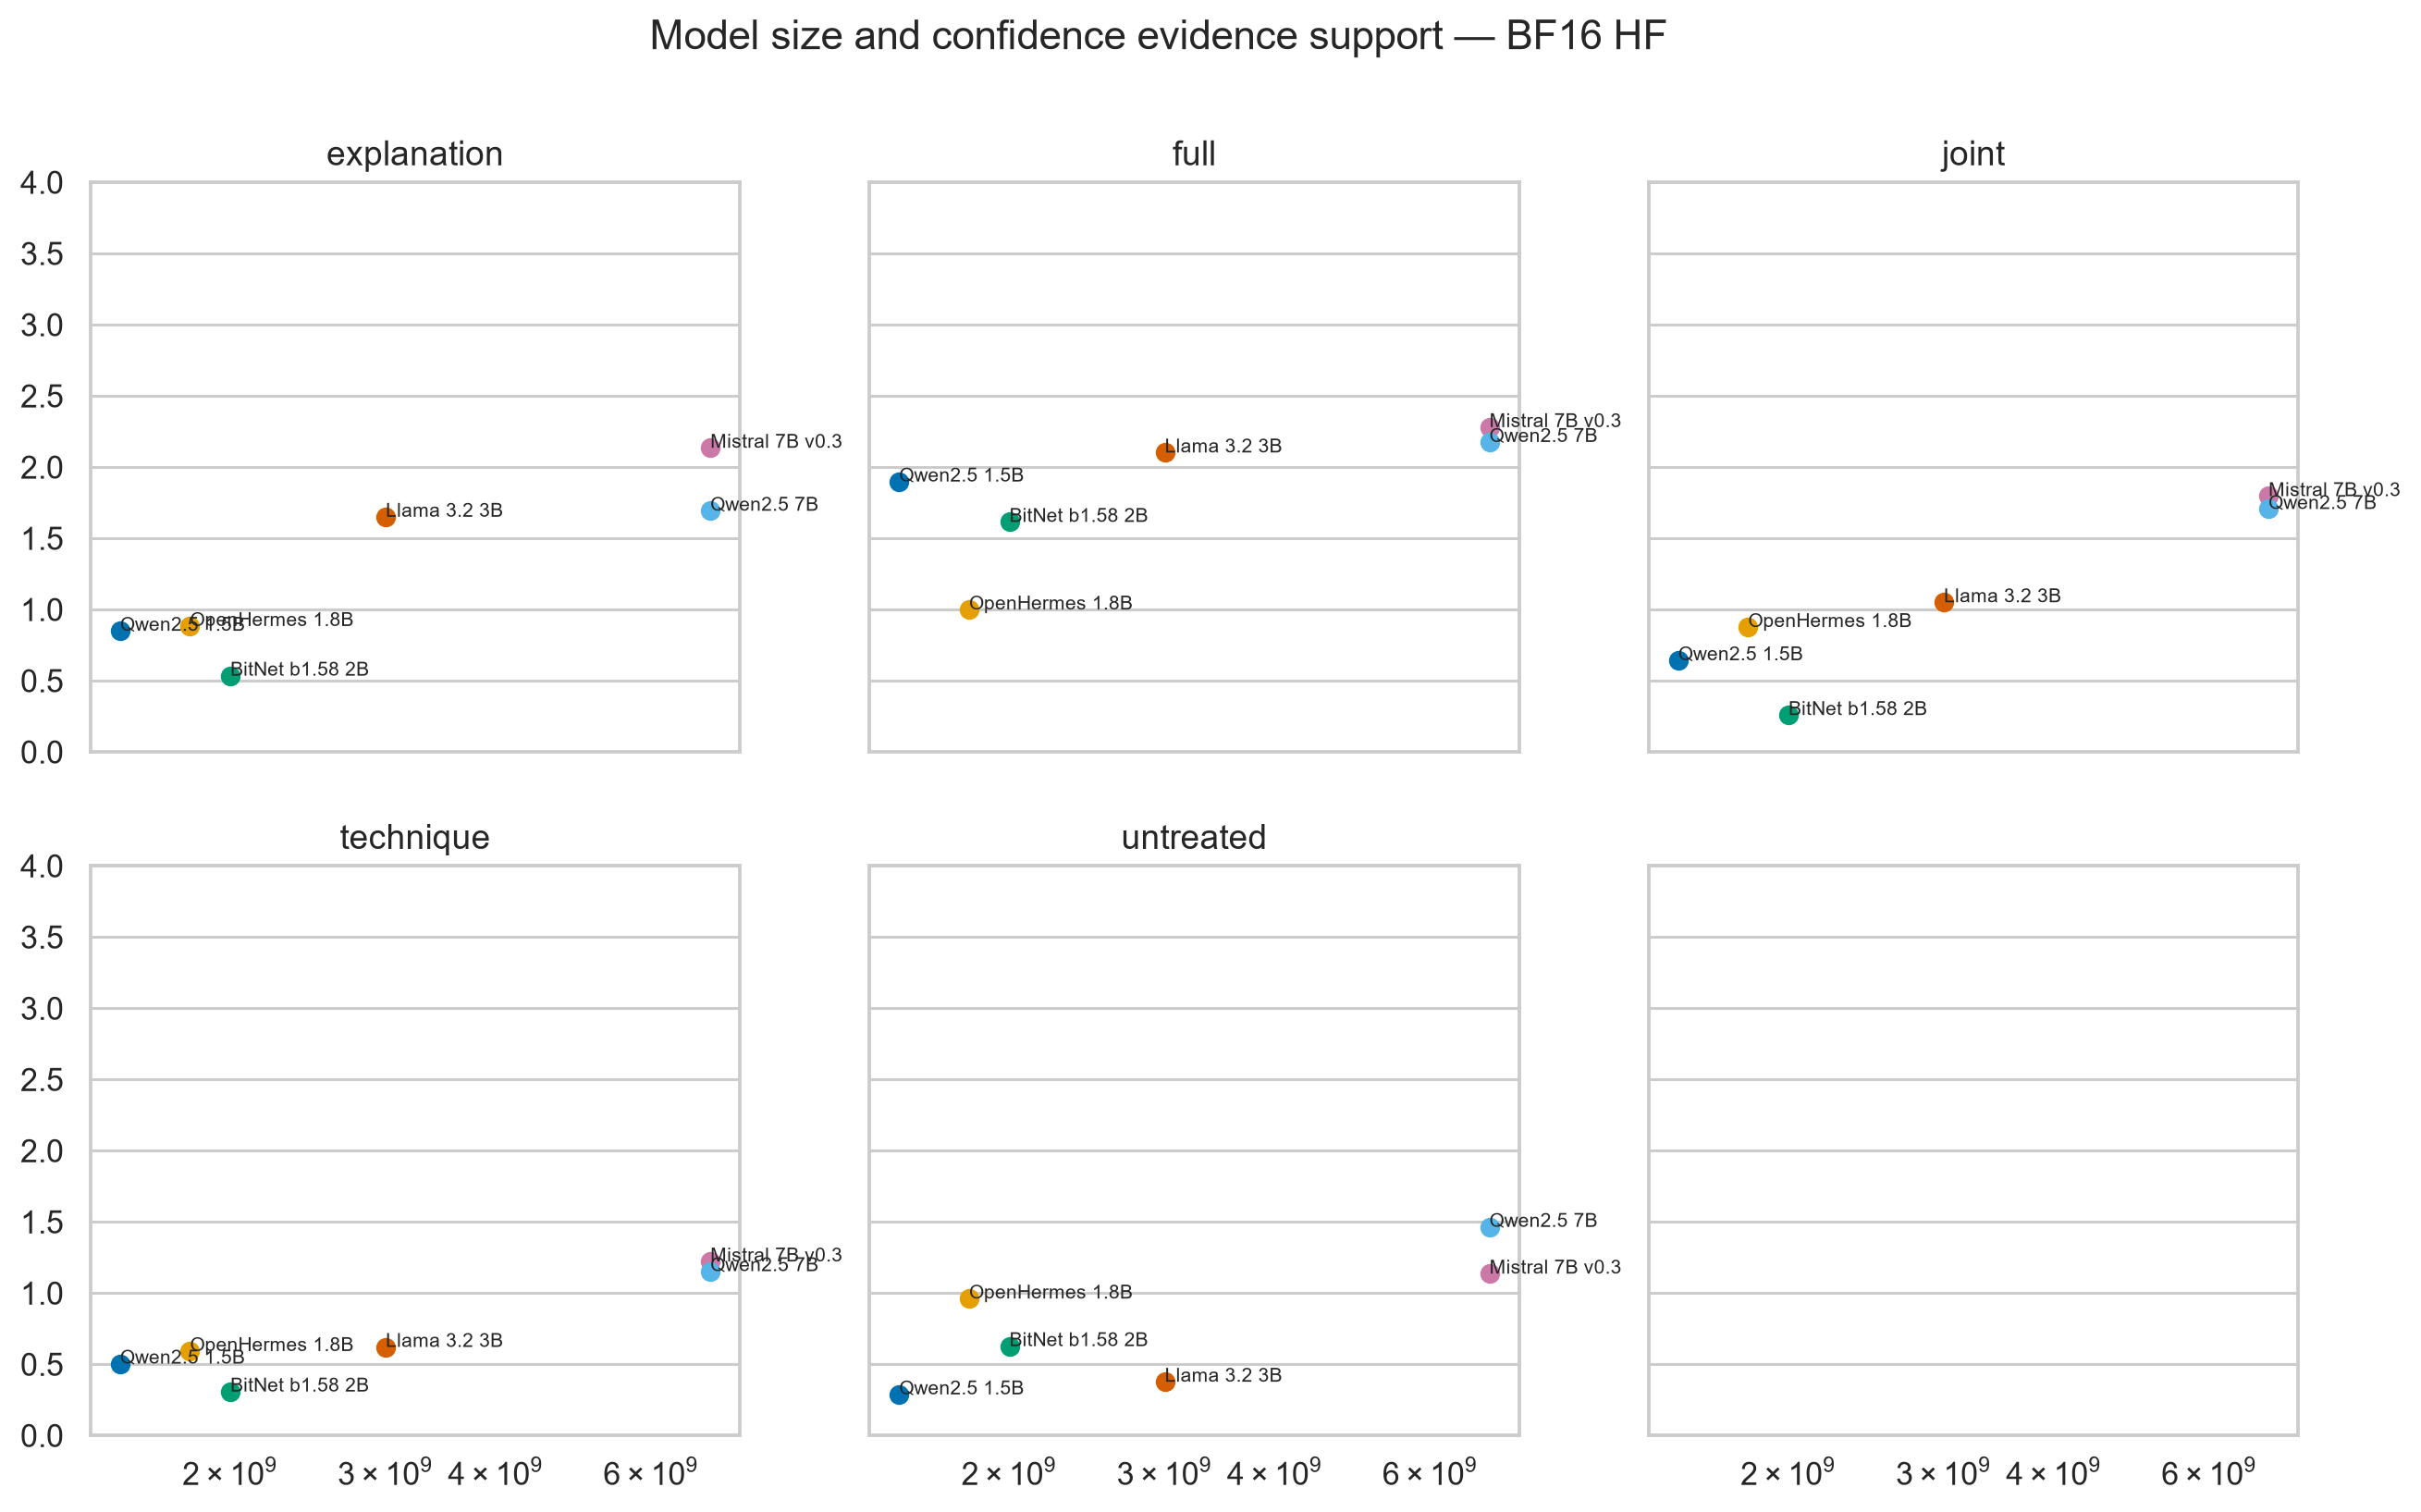 Model size and confidence evidence support — BF16 HF
explanation
full
joint
4.0
3.5
3.0
2.5
2.0
1.5
1.0
0.5
0.0
Mistral 7B v0.3
Qwen2.5 7B
Llama 3.2 3B
OpenHermes 1.8B
Qwen2.5 1.5B
BitNet b1.58 2B
Mistral 7B v0.3
Qwen2.5 7B
Llama 3.2 3B
Qwen2.5 1.5B
BitNet b1.58 2B
OpenHermes 1.8B
Mistral 7B v0.3
Qwen2.5 7B
Llama 3.2 3B
OpenHermes 1.8B
Qwen2.5 1.5B
BitNet b1.58 2B
technique
untreated
4.0
3.5
3.0
2.5
2.0
1.5
1.0
0.5
0.0
Mistral 7B v0.3
Qwen2.5 7B
Llama 3.2 3B
OpenHermes 1.8B
Qwen2.5 1.5B
BitNet b1.58 2B
Qwen2.5 7B
Mistral 7B v0.3
OpenHermes 1.8B
BitNet b1.58 2B
Llama 3.2 3B
Qwen2.5 1.5B
2 × 10⁹ 3 × 10⁹ 4 × 10⁹ 6 × 10⁹
2 × 10⁹ 3 × 10⁹ 4 × 10⁹ 6 × 10⁹
2 × 10⁹ 3 × 10⁹ 4 × 10⁹ 6 × 10⁹